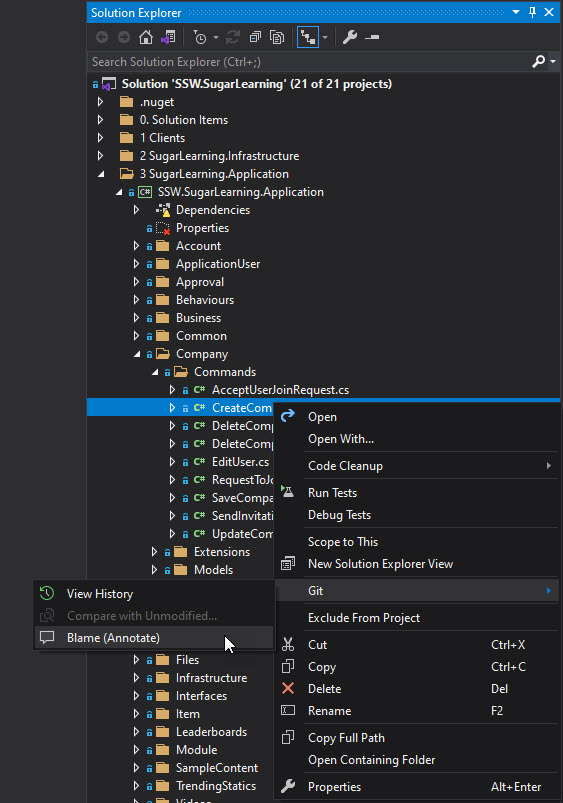 Solution Explorer
Search Solution Explorer (Ctrl+;)
Solution 'SSW.SugarLearning' (21 of 21 projects)
.nuget
0. Solution Items
1 Clients
2 SugarLearning.Infrastructure
3 SugarLearning.Application
C# SSW.SugarLearning.Application
Dependencies
Properties
Account
ApplicationUser
Approval
Behaviours
Business
Common
Company
Commands
C# AcceptUserJoinRequest.cs
C# CreateCom
C# DeleteComp
C# DeleteComp
C# EditUser.cs
C# RequestToJo
C# SaveCompa
C# SendInvitati
C# UpdateCom
Extensions
Models
Files
Infrastructure
Interfaces
Item
Leaderboards
Module
SampleContent
TrendingStatics
Open
Open With...
Code Cleanup
Run Tests
Debug Tests
Scope to This
New Solution Explorer View
Git
Exclude From Project
Cut Ctrl+X
Copy Ctrl+C
Delete Del
Rename F2
Copy Full Path
Open Containing Folder
Properties Alt+Enter
View History
Compare with Unmodified...
Blame (Annotate)